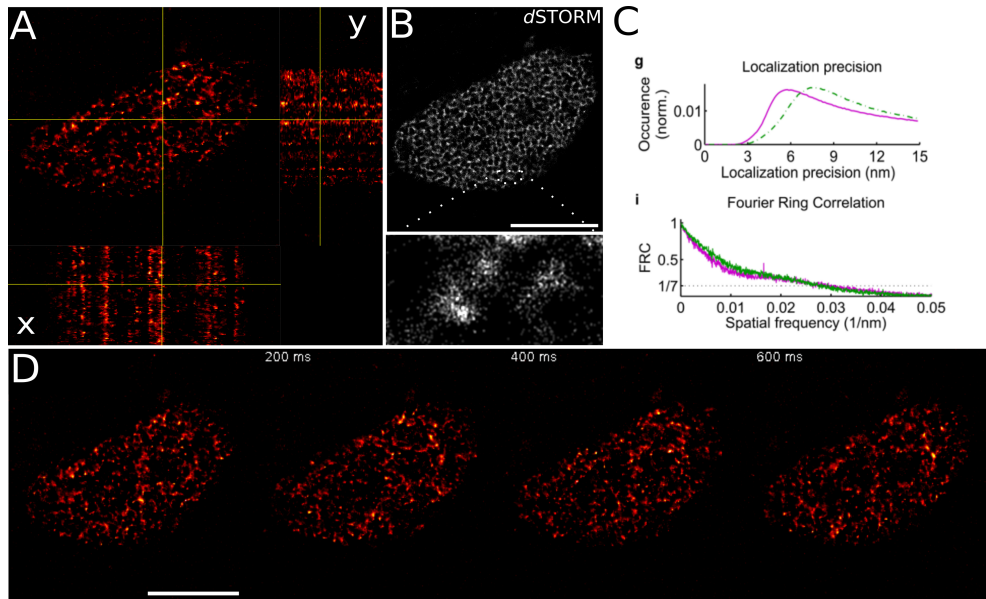 A
y
x
B
dSTORM
C
g
Localization precision
Occurrence
(norm.)
0.01
0
0 3 6 9 12 15
Localization precision (nm)
i
Fourier Ring Correlation
FRC
1
0.5
1/7
0
0 0.01 0.02 0.03 0.04 0.05
Spatial frequency (1/nm)
D
200 ms
400 ms
600 ms